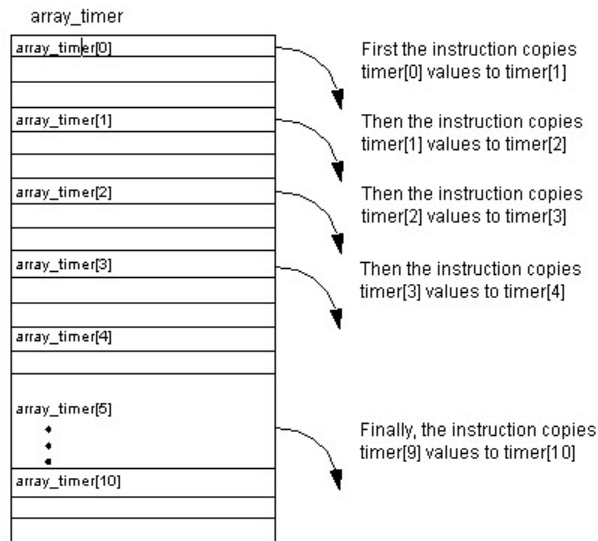 array_timer
array_timer[0]
First the instruction copies
timer[0] values to timer[1]
array_timer[1]
Then the instruction copies
timer[1] values to timer[2]
array_timer[2]
Then the instruction copies
timer[2] values to timer[3]
array_timer[3]
Then the instruction copies
timer[3] values to timer[4]
array_timer[4]
array_timer[5]
Finally, the instruction copies
timer[9] values to timer[10]
array_timer[10]